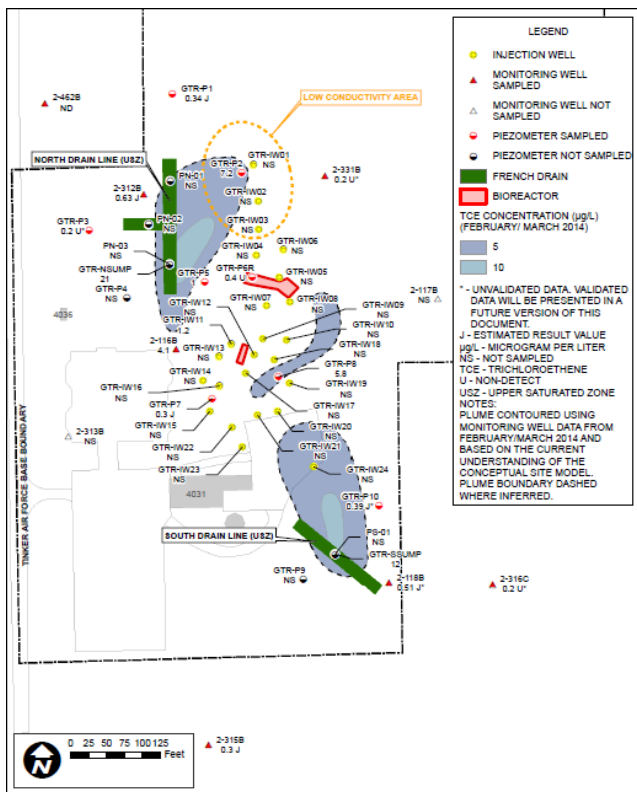 2-462B
ND
GTR-P1
0.34 J
LOW CONDUCTIVITY AREA
NORTH DRAIN LINE (USZ)
PN-01
NS
GTR-P2
7.2
GTR-IW01
NS
2-331B
0.2 U*
2-312B
0.63 J
GTR-IW02
NS
GTR-P3
0.2 U*
PN-02
NS
GTR-IW03
NS
PN-03
NS
GTR-IW04
NS
GTR-IW06
NS
GTR-NSUMP
21
GTR-P5
GTR-P6R
0.4 U
GTR-IW05
NS
GTR-P4
NS
GTR-IW12
NS
GTR-IW07
NS
GTR-IW08
NS
GTR-IW09
NS
2-117B
NS
4036
GTR-IW11
GTR-IW10
NS
2-116B
4.1
GTR-IW13
NS
GTR-IW18
NS
GTR-P8
5.8
GTR-IW14
NS
GTR-IW16
NS
GTR-IW19
NS
GTR-P7
0.3 J
GTR-IW17
NS
GTR-IW15
NS
GTR-IW20
NS
2-313B
NS
GTR-IW22
NS
GTR-IW21
NS
GTR-IW23
NS
GTR-IW24
NS
4031
GTR-P10
0.39 J*
SOUTH DRAIN LINE (USZ)
PS-01
NS
GTR-SSUMP
12
GTR-P9
NS
2-118B
0.51 J*
2-316C
0.2 U*
TINKER AIR FORCE BASE BOUNDARY
2-315B
0.3 J
N
0 25 50 75 100 125
Feet
LEGEND
INJECTION WELL
MONITORING WELL
SAMPLED
MONITORING WELL NOT
SAMPLED
PIEZOMETER SAMPLED
PIEZOMETER NOT SAMPLED
FRENCH DRAIN
BIOREACTOR
TCE CONCENTRATION (µg/L)
(FEBRUARY/ MARCH 2014)
5
10
* - UNVALIDATED DATA. VALIDATED
DATA WILL BE PRESENTED IN A
FUTURE VERSION OF THIS
DOCUMENT.
J - ESTIMATED RESULT VALUE
µg/L - MICROGRAM PER LITER
NS - NOT SAMPLED
TCE - TRICHLOROETHENE
U - NON-DETECT
USZ - UPPER SATURATED ZONE
NOTES:
PLUME CONTOURED USING
MONITORING WELL DATA FROM
FEBRUARY/MARCH 2014 AND
BASED ON THE CURRENT
UNDERSTANDING OF THE
CONCEPTUAL SITE MODEL.
PLUME BOUNDARY DASHED
WHERE INFERRED.